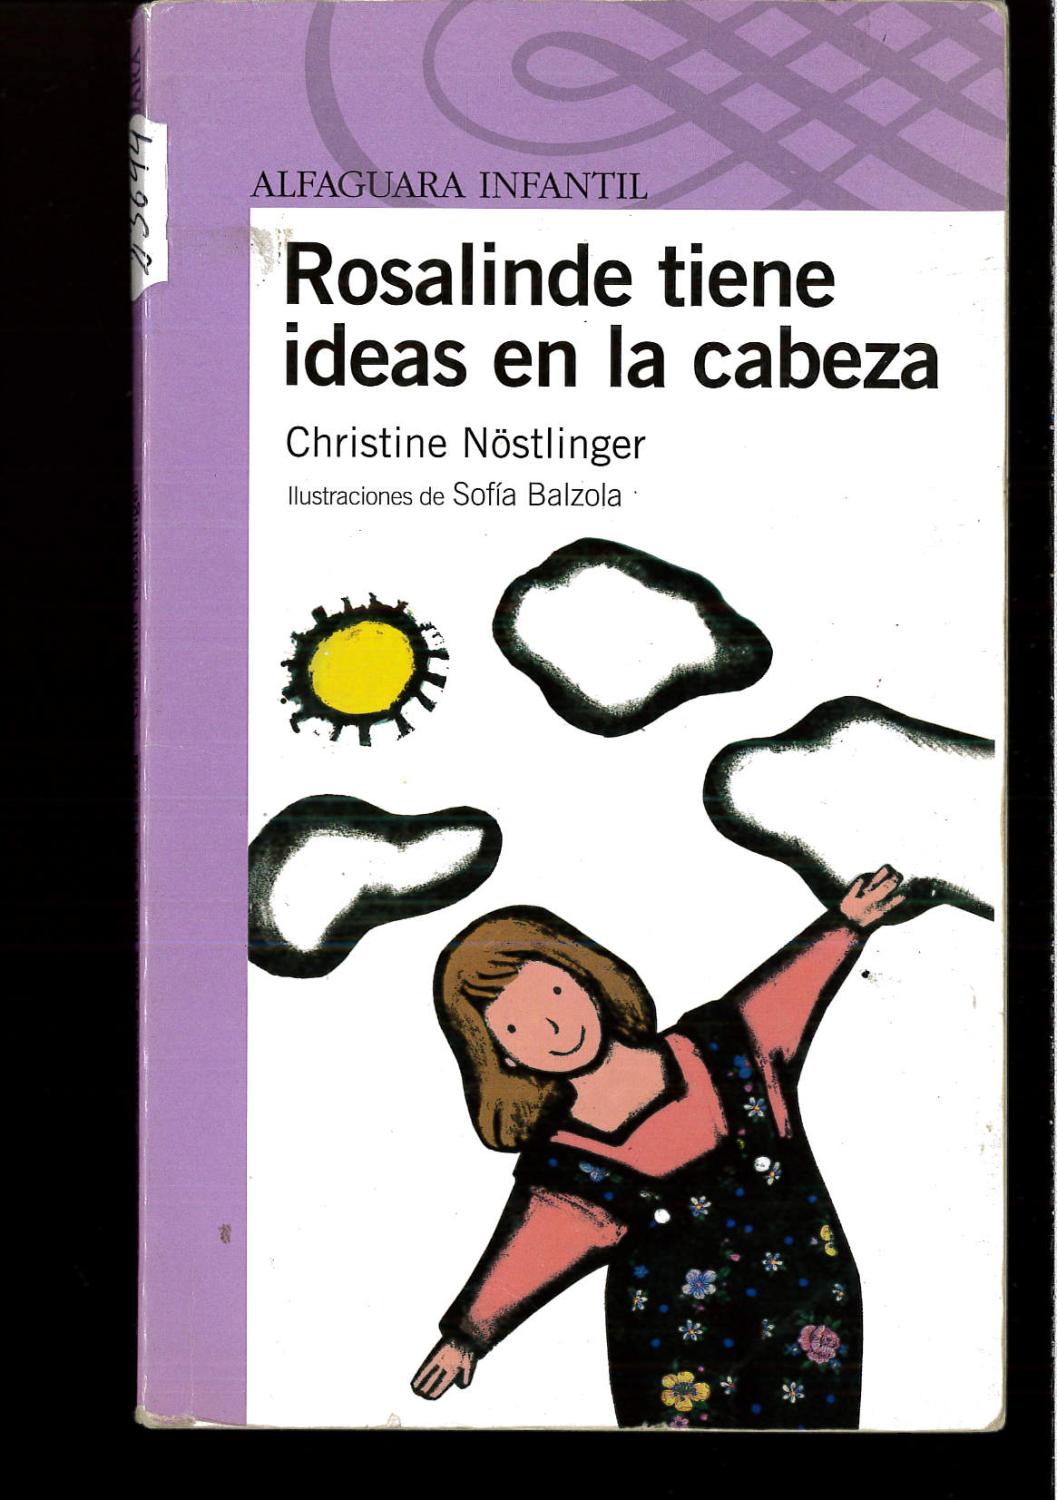 ALFAGUARA INFANTIL
Rosalinde tiene
ideas en la cabeza
Christine Nöstlinger
Ilustraciones de Sofía Balzola